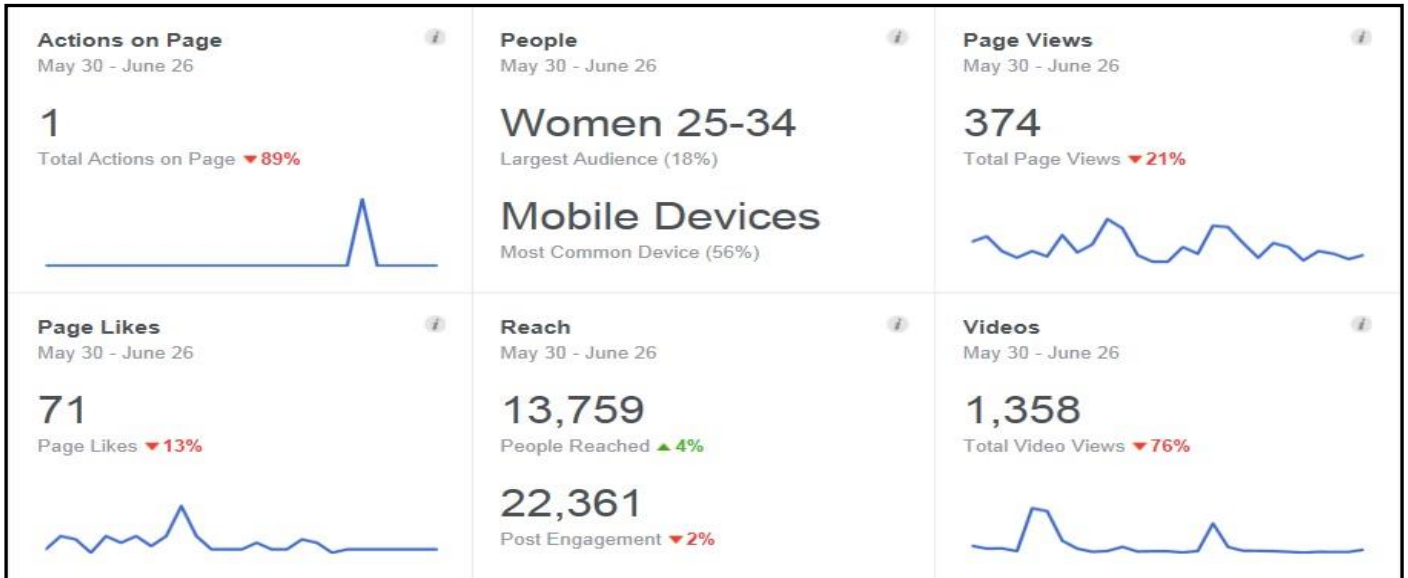 Actions on Page
May 30 - June 26
1
Total Actions on Page ▼89%
People
May 30 - June 26
Women 25-34
Largest Audience (18%)
Mobile Devices
Most Common Device (56%)
Page Views
May 30 - June 26
374
Total Page Views ▼21%
Page Likes
May 30 - June 26
71
Page Likes ▼13%
Reach
May 30 - June 26
13,759
People Reached ▲4%
22,361
Post Engagement ▼2%
Videos
May 30 - June 26
1,358
Total Video Views ▼76%